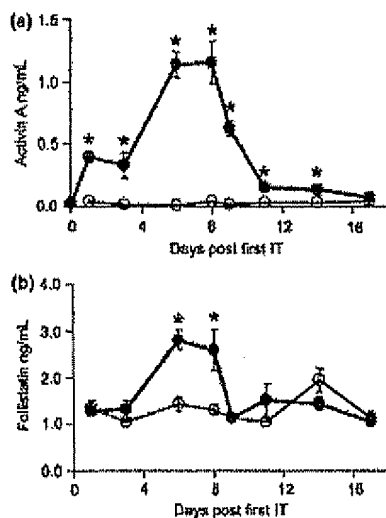 (a)
1.5
1.0
0.5
0.0
Activin A ng/mL
* * * * * * *
0 4 8 12 16
Days post first IT
(b)
4.0
3.0
2.0
1.0
0.0
Follistatin ng/mL
* *
0 4 8 12 16
Days post first IT